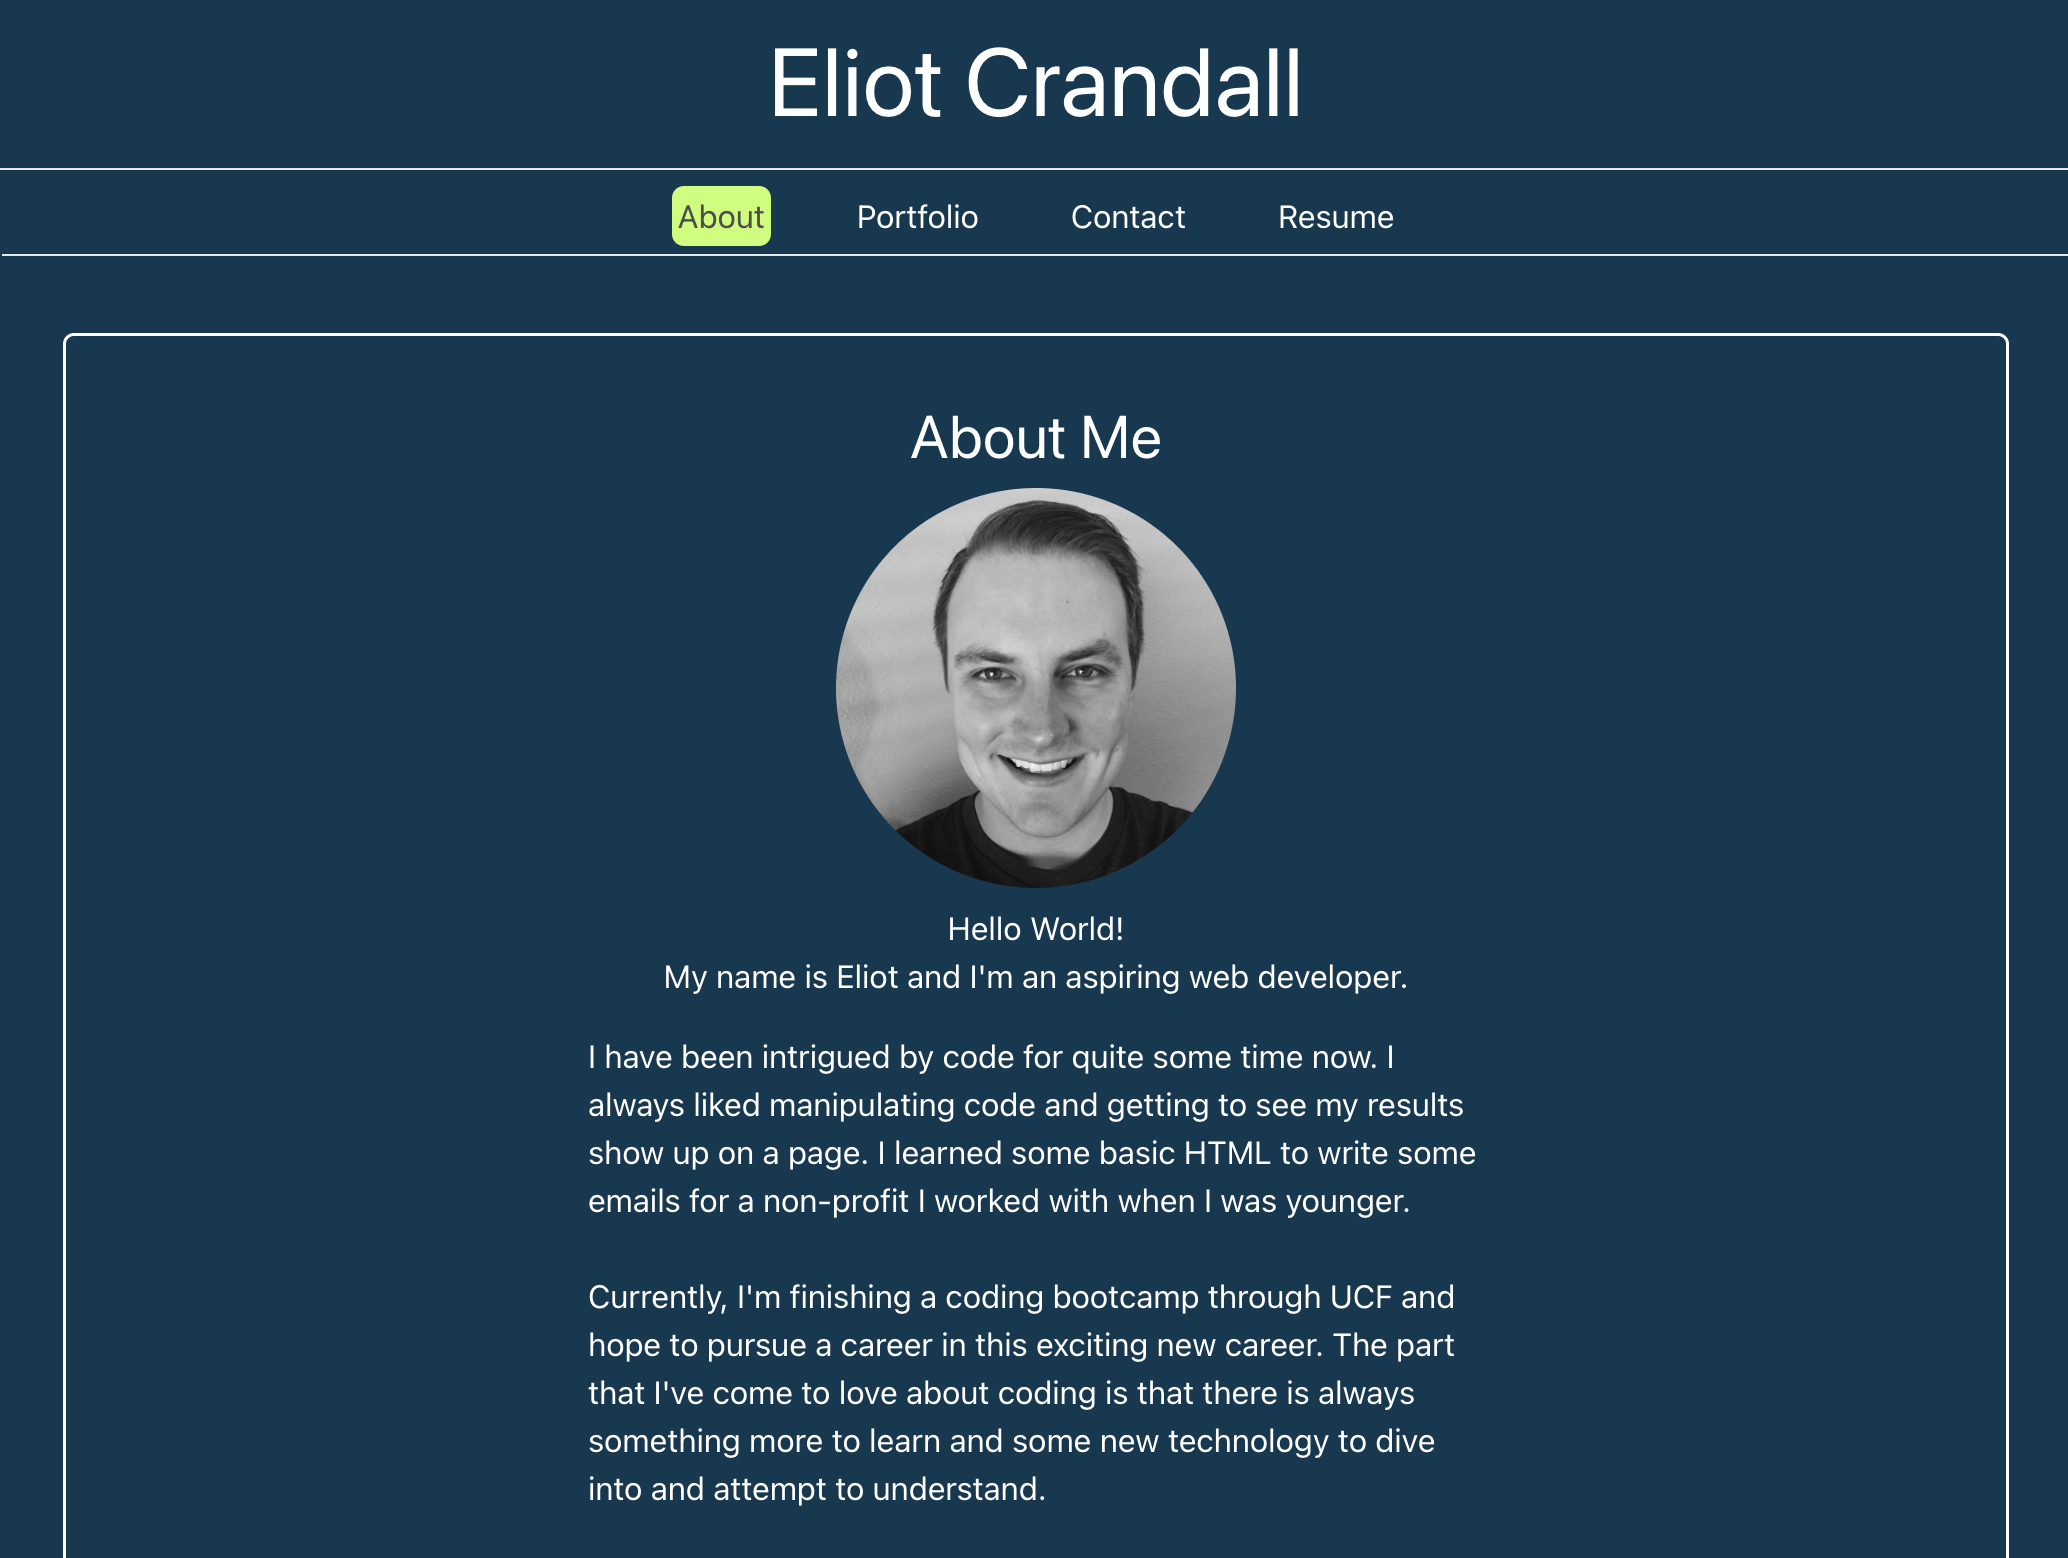 Eliot Crandall
About Portfolio Contact Resume
About Me
Hello World!
My name is Eliot and I'm an aspiring web developer.
I have been intrigued by code for quite some time now. I
always liked manipulating code and getting to see my results
show up on a page. I learned some basic HTML to write some
emails for a non-profit I worked with when I was younger.
Currently, I'm finishing a coding bootcamp through UCF and
hope to pursue a career in this exciting new career. The part
that I've come to love about coding is that there is always
something more to learn and some new technology to dive
into and attempt to understand.